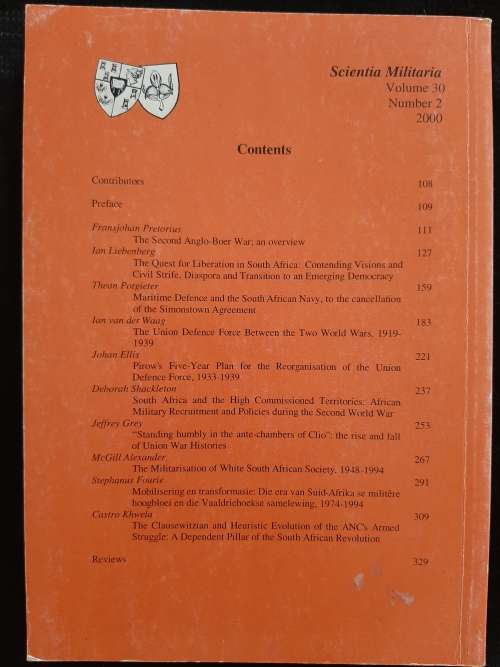 Scientia Militaria
Volume 30
Number 2
2000
Contents
Contributors 108
Preface 109
Fransjohan Pretorius 111
The Second Anglo-Boer War; an overview
Ian Liebenberg 127
The Quest for Liberation in South Africa: Contending Visions and
Civil Strife, Diaspora and Transition to an Emerging Democracy
Thean Potgieter 159
Maritime Defence and the South African Navy, to the cancellation
of the Simonstown Agreement
Ian van der Waag 183
The Union Defence Force Between the Two World Wars, 1919-
1939
Johan Ellis 221
Pirow's Five-Year Plan for the Reorganisation of the Union
Defence Force, 1933-1939
Deborah Shackleton 237
South Africa and the High Commissioned Territories: African
Military Recruitment and Policies during the Second World War
Jeffrey Grey 253
"Standing humbly in the ante-chambers of Clio": the rise and fall
of Union War Histories
McGill Alexander 267
The Militarisation of White South African Society, 1948-1994
Stephanus Fourie 291
Mobilisering en transformasie: Die era van Suid-Afrika se militêre
hoogbloei en die Vaaldriehoekse samelewing, 1974-1994
Castro Khwela 309
The Clausewitzian and Heuristic Evolution of the ANC's Armed
Struggle: A Dependent Pillar of the South African Revolution
Reviews 329